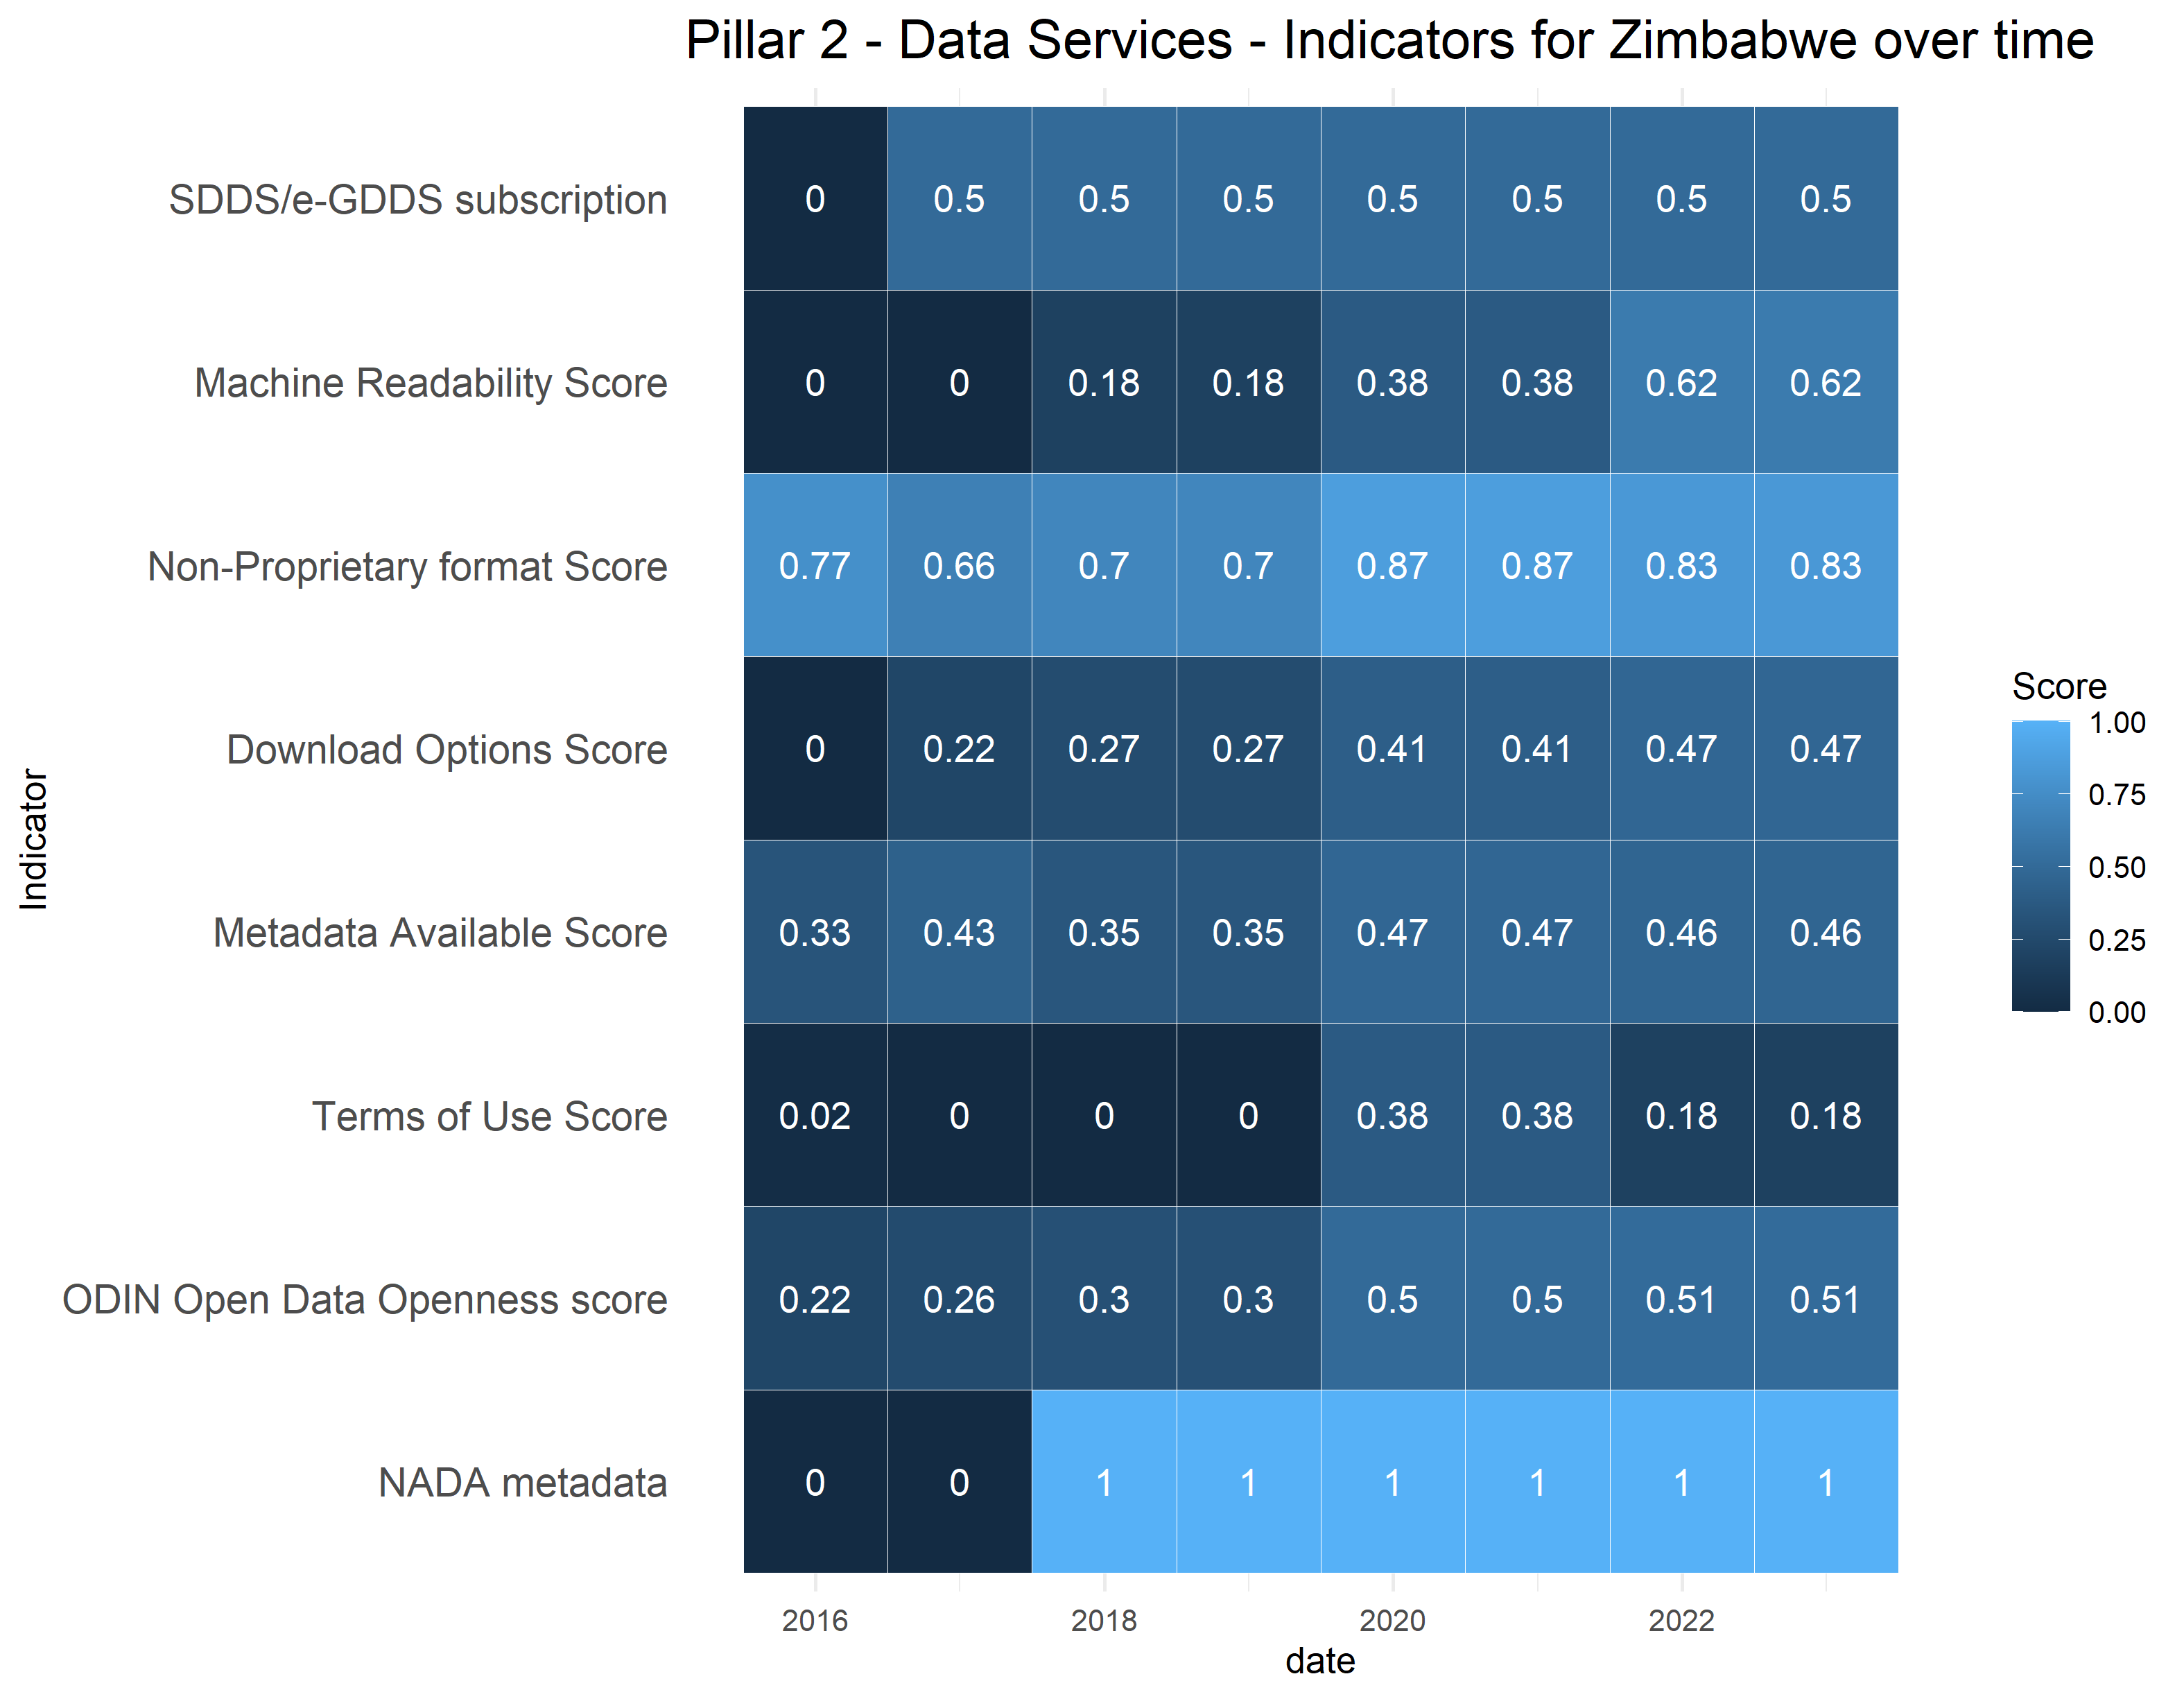 Pillar 2 - Data Services - Indicators for Zimbabwe over time
Indicator
SDDS/e-GDDS subscription 0 0.5 0.5 0.5 0.5 0.5 0.5 0.5
Machine Readability Score 0 0 0.18 0.18 0.38 0.38 0.62 0.62
Non-Proprietary format Score 0.77 0.66 0.7 0.7 0.87 0.87 0.83 0.83
Download Options Score 0 0.22 0.27 0.27 0.41 0.41 0.47 0.47
Metadata Available Score 0.33 0.43 0.35 0.35 0.47 0.47 0.46 0.46
Terms of Use Score 0.02 0 0 0 0.38 0.38 0.18 0.18
ODIN Open Data Openness score 0.22 0.26 0.3 0.3 0.5 0.5 0.51 0.51
NADA metadata 0 0 1 1 1 1 1 1
2016 2018 2020 2022
date
Score
1.00
0.75
0.50
0.25
0.00